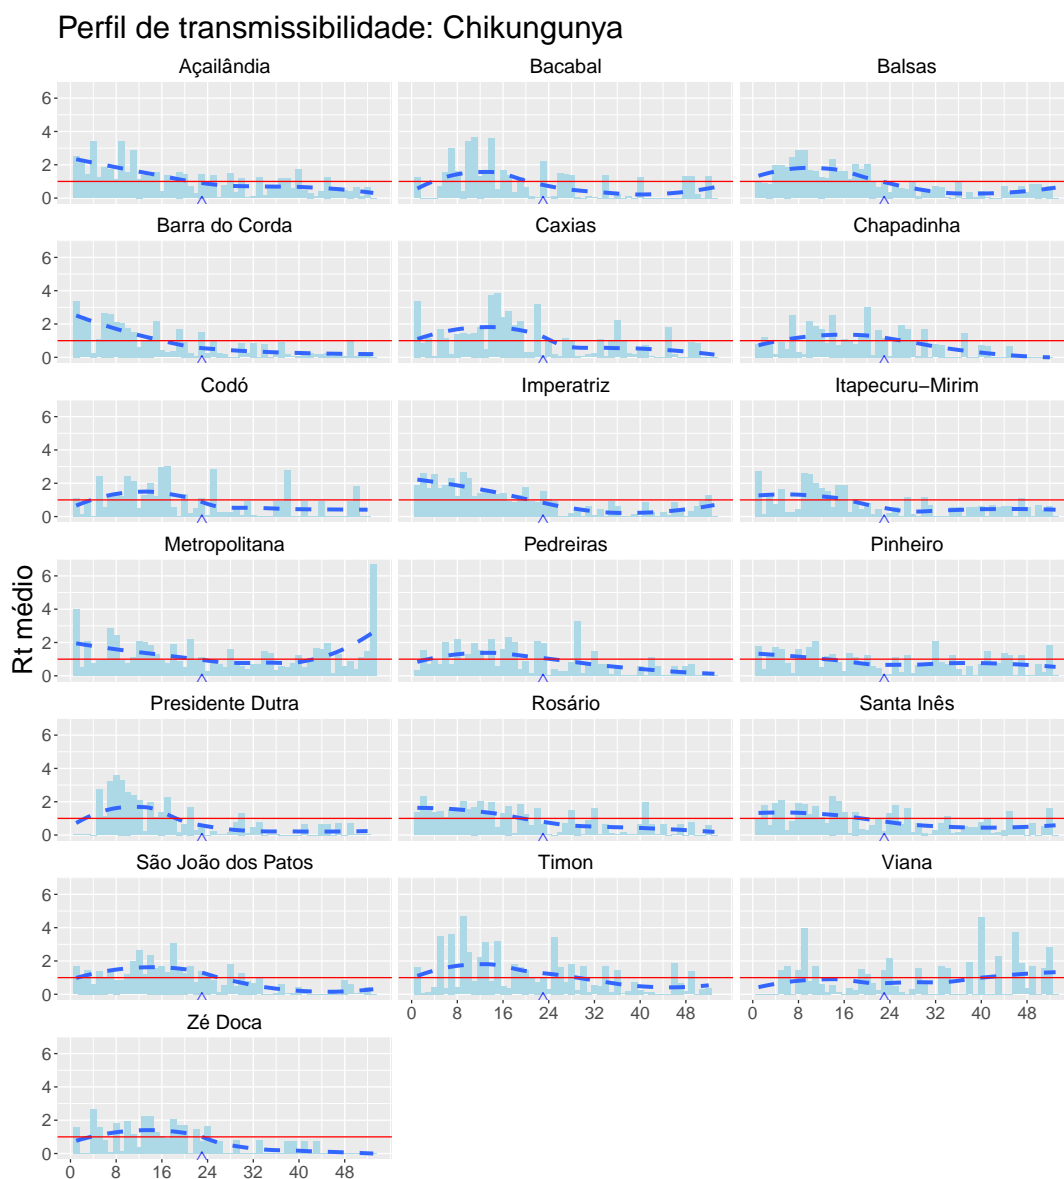 Perfil de transmissibilidade: Chikungunya
Açailândia
Bacabal
Balsas
6
4
2
0
Barra do Corda
Caxias
Chapadinha
6
4
2
0
Codó
Imperatriz
Itapecuru−Mirim
6
4
2
0
Metropolitana
Pedreiras
Pinheiro
6
4
2
0
Rt médio
Presidente Dutra
Rosário
Santa Inês
6
4
2
0
São João dos Patos
Timon
Viana
6
4
2
0
0 8 16 24 32 40 48
0 8 16 24 32 40 48
Zé Doca
6
4
2
0
0 8 16 24 32 40 48